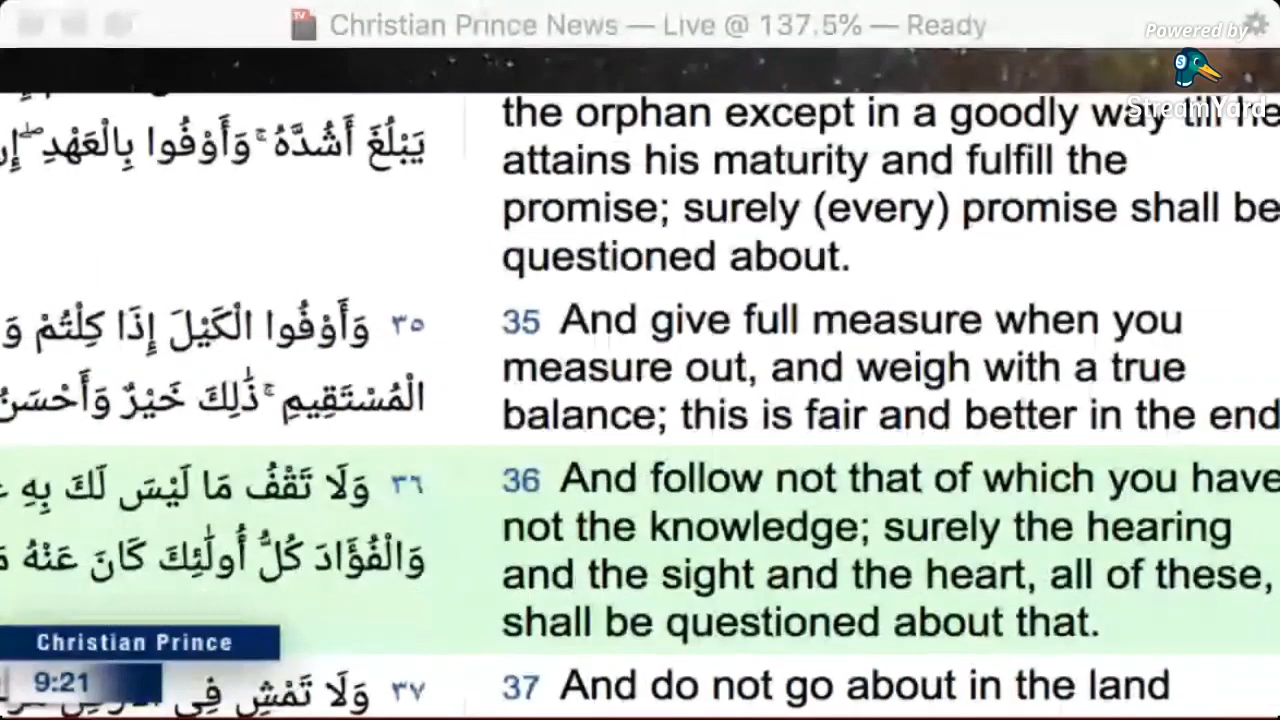 Christian Prince News — Live @ 137.5% — Ready
Powered by
StreamYard
the orphan except in a goodly way till he
attains his maturity and fulfill the
promise; surely (every) promise shall be
questioned about.
يَبْلُغَ أَشُدَّهُ ۚ وَأَوْفُوا بِالْعَهْدِ ۖ
35 And give full measure when you
measure out, and weigh with a true
balance; this is fair and better in the end
٣٥ وَأَوْفُوا الْكَيْلَ إِذَا كِلْتُمْ
الْمُسْتَقِيمِ ۚ ذَٰلِكَ خَيْرٌ وَأَحْسَنُ
36 And follow not that of which you have
not the knowledge; surely the hearing
and the sight and the heart, all of these,
shall be questioned about that.
٣٦ وَلَا تَقْفُ مَا لَيْسَ لَكَ بِهِ
وَالْفُؤَادَ كُلُّ أُولَٰئِكَ كَانَ عَنْهُ
37 And do not go about in the land
٣٧ وَلَا تَمْشِ فِي
Christian Prince
9:21